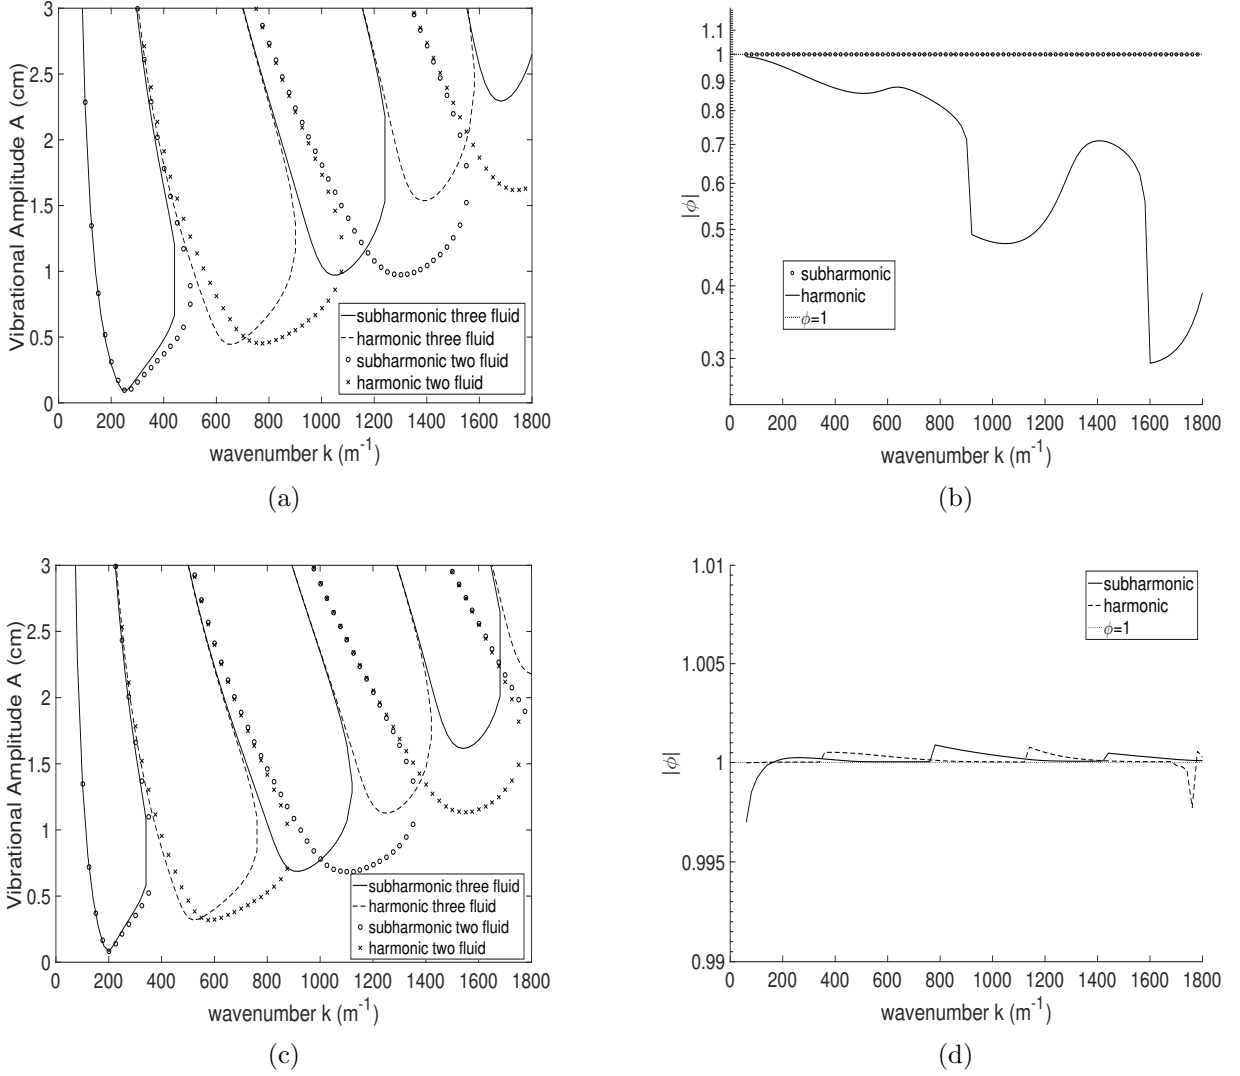 3
2.5
2
1.5
1
0.5
0
Vibrational Amplitude A (cm)
subharmonic three fluid
harmonic three fluid
subharmonic two fluid
harmonic two fluid
0 200 400 600 800 1000 1200 1400 1600 1800
wavenumber k (m-1)
(a)
1.1
1
0.9
0.8
0.7
0.6
0.5
0.4
0.3
|ϕ|
subharmonic
harmonic
ϕ=1
0 200 400 600 800 1000 1200 1400 1600 1800
wavenumber k (m-1)
(b)
3
2.5
2
1.5
1
0.5
0
Vibrational Amplitude A (cm)
subharmonic three fluid
harmonic three fluid
subharmonic two fluid
harmonic two fluid
0 200 400 600 800 1000 1200 1400 1600 1800
wavenumber k (m-1)
(c)
1.01
1.005
1
0.995
0.99
|ϕ|
subharmonic
harmonic
ϕ=1
0 200 400 600 800 1000 1200 1400 1600 1800
wavenumber k (m-1)
(d)